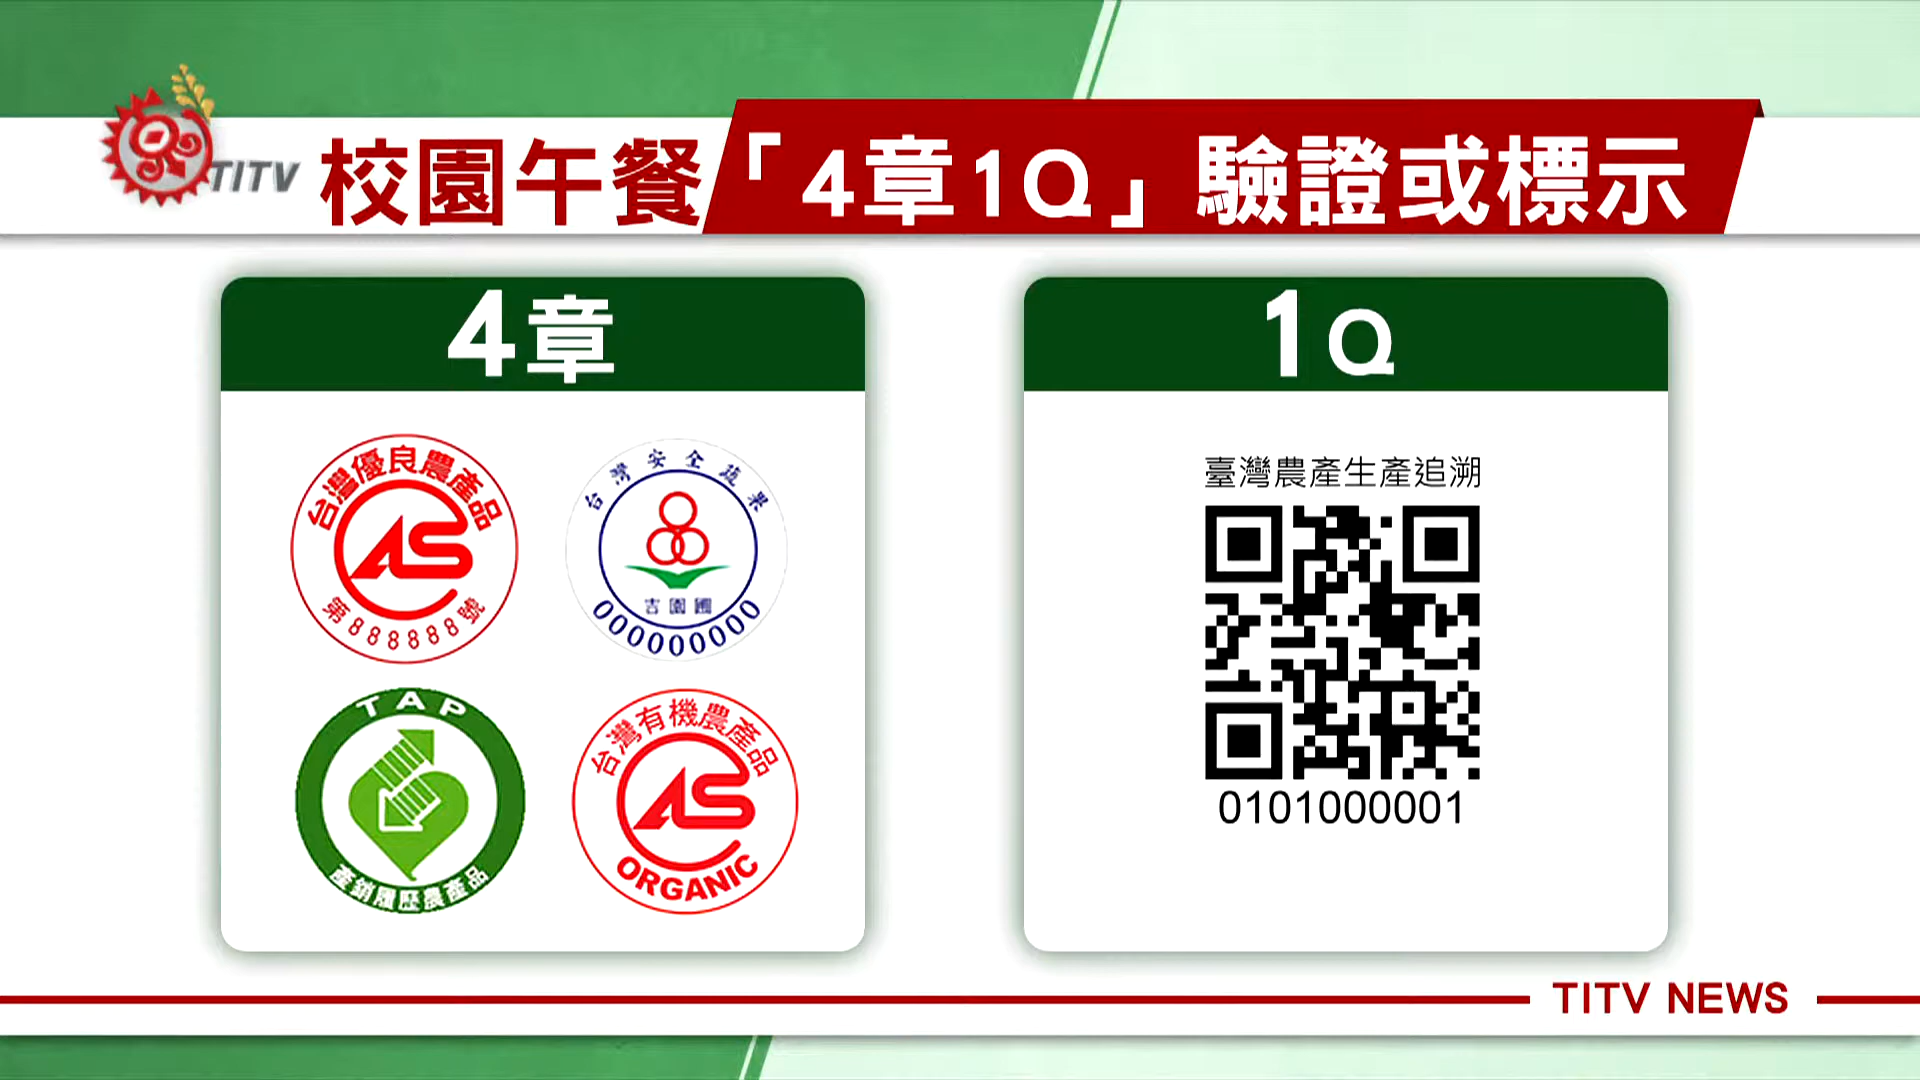 TITV
校園午餐「4章1Q」驗證或標示
4章
台灣優良農產品
第888888號
台灣安全蔬果
吉園圃
000000000
TAP
產銷履歷農產品
台灣有機農產品
ORGANIC
1Q
臺灣農產生產追溯
0101000001
TITV NEWS